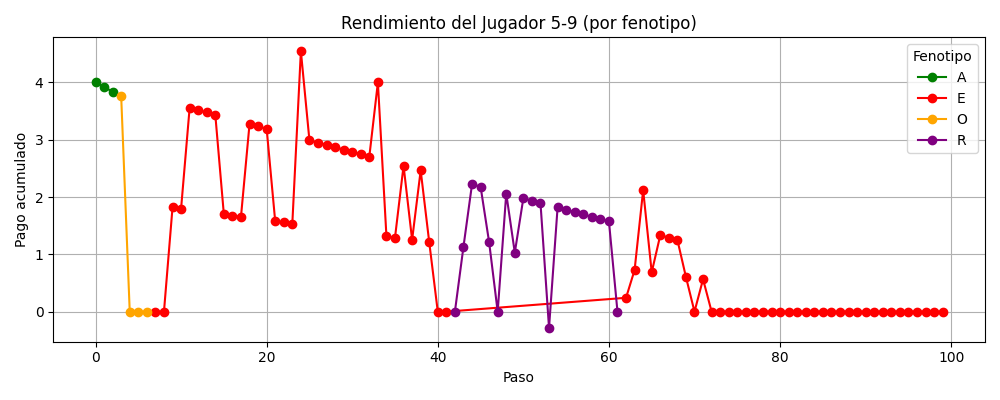 Rendimiento del Jugador 5-9 (por fenotipo)
Pago acumulado
4
3
2
1
0
0
20
40
60
80
100
Paso
Fenotipo
A
E
O
R